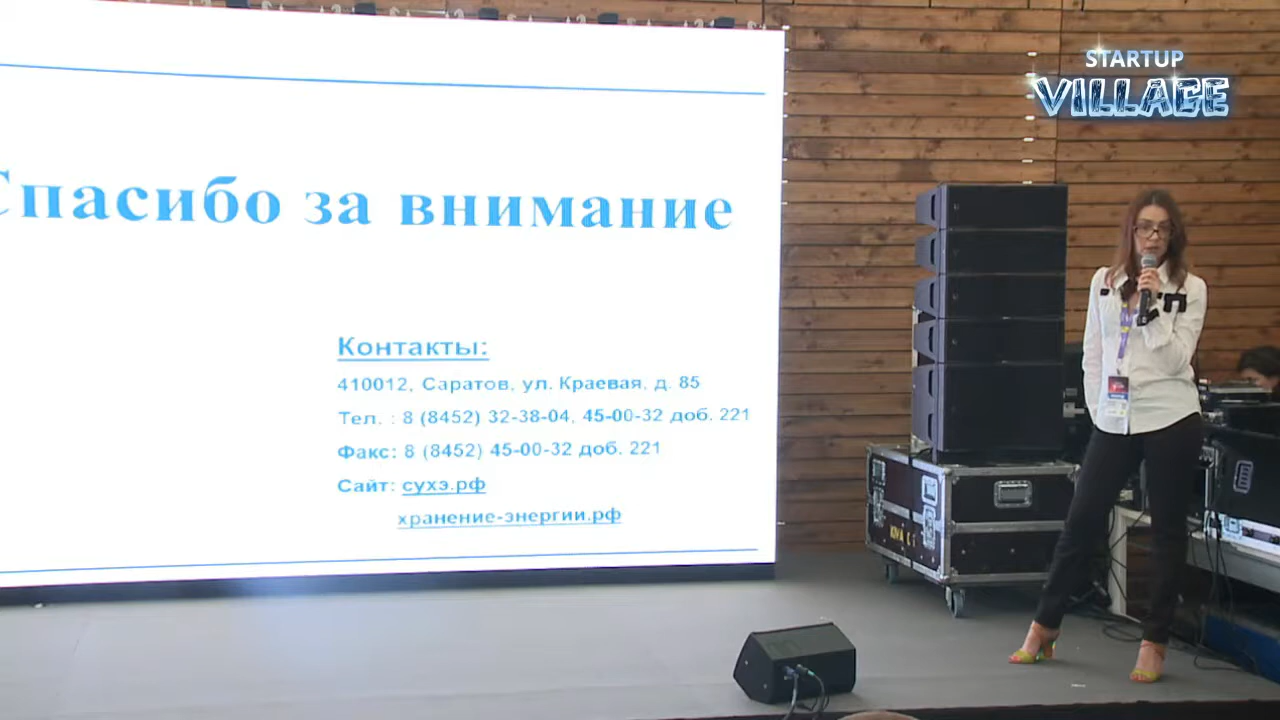 STARTUP
VILLAGE
Спасибо за внимание
Контакты:
410012, Саратов, ул. Краевая, д. 85
Тел. : 8 (8452) 32-38-04, 45-00-32 доб. 221
Факс: 8 (8452) 45-00-32 доб. 221
Сайт: сухэ.рф
хранение-энергии.рф